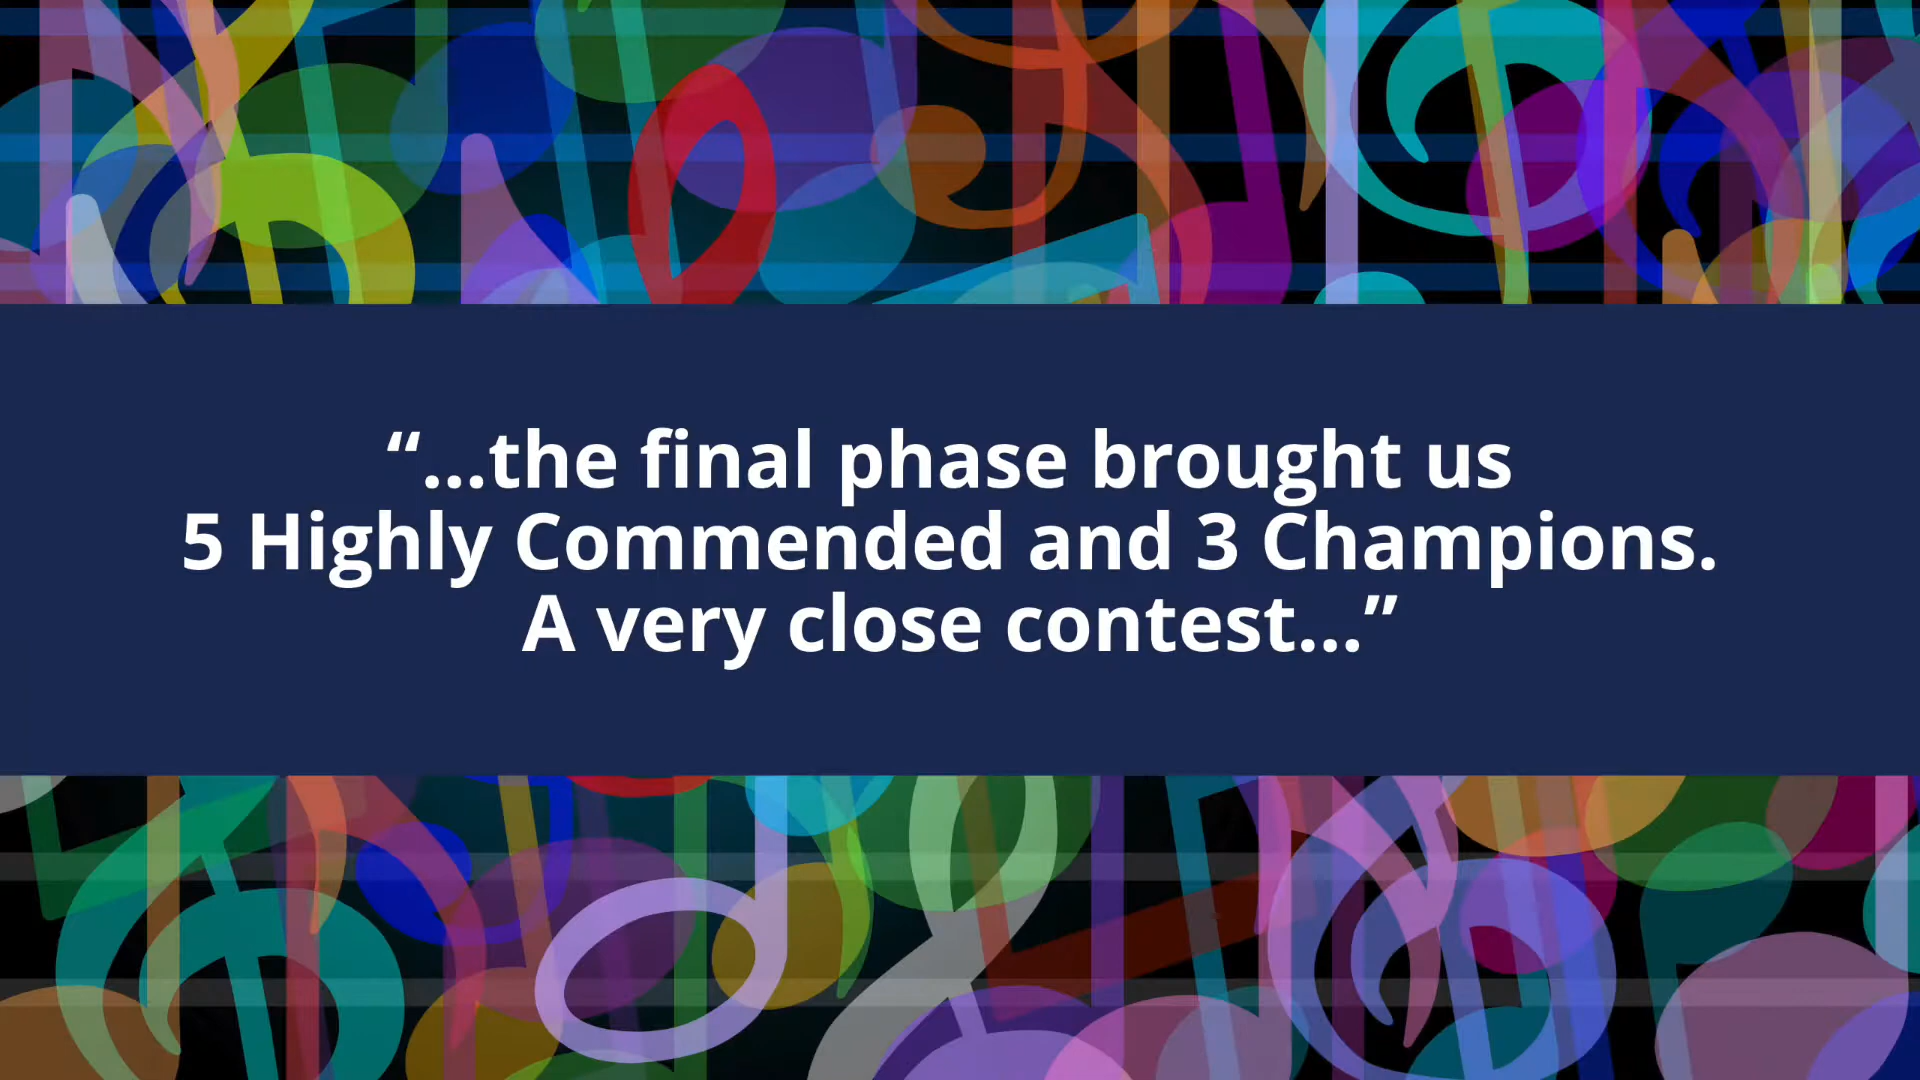 “...the final phase brought us
5 Highly Commended and 3 Champions.
A very close contest...”